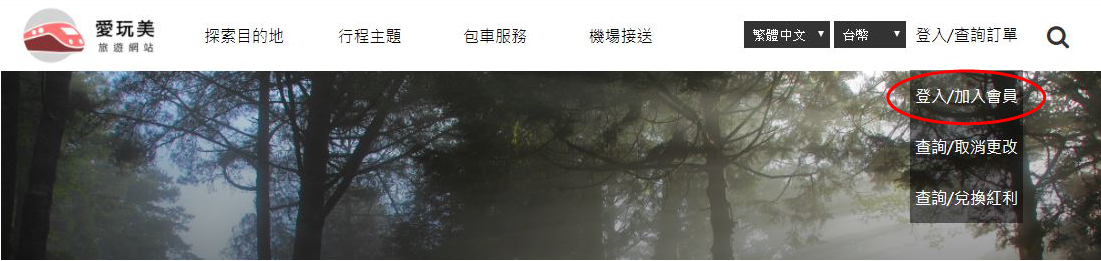 愛玩美
旅遊網站
探索目的地
行程主題
包車服務
機場接送
繁體中文
台幣
登入/查詢訂單
登入/加入會員
查詢/取消更改
查詢/兌換紅利